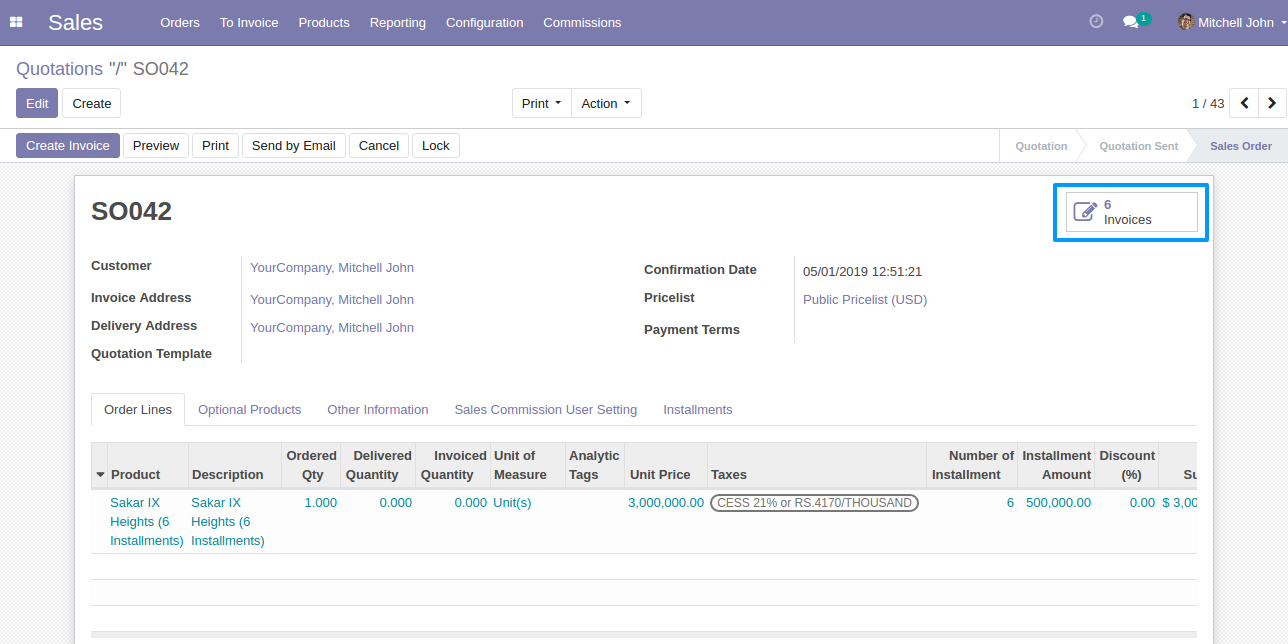 Sales Orders To Invoice Products Reporting Configuration Commissions 1 Mitchell John
Quotations "/" SO042
Edit Create Print Action 1 / 43
Create Invoice Preview Print Send by Email Cancel Lock Quotation Quotation Sent Sales Order
SO042
6
Invoices
Customer YourCompany, Mitchell John
Invoice Address YourCompany, Mitchell John
Delivery Address YourCompany, Mitchell John
Quotation Template
Confirmation Date 05/01/2019 12:51:21
Pricelist Public Pricelist (USD)
Payment Terms
Order Lines Optional Products Other Information Sales Commission User Setting Installments
Ordered Delivered Invoiced Unit of Analytic Number of Installment Discount
Product Description Qty Quantity Quantity Measure Tags Unit Price Taxes Installment Amount (%) Su
Sakar IX Sakar IX 1.000 0.000 0.000 Unit(s) 3,000,000.00 CESS 21% or RS.4170/THOUSAND 6 500,000.00 0.00 $ 3,00
Heights (6 Heights (6
Installments) Installments)